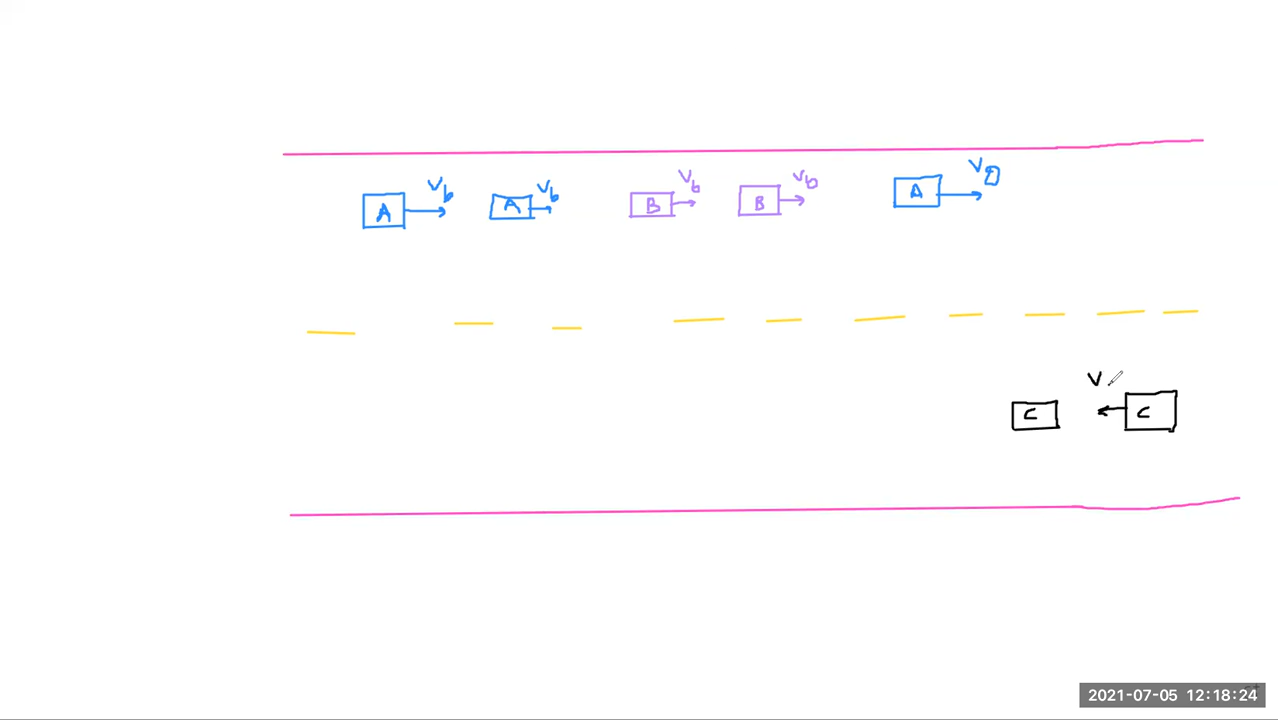 V
Vb Vb Vb Vb
A A B B A
V
C C
2021-07-05 12:18:24